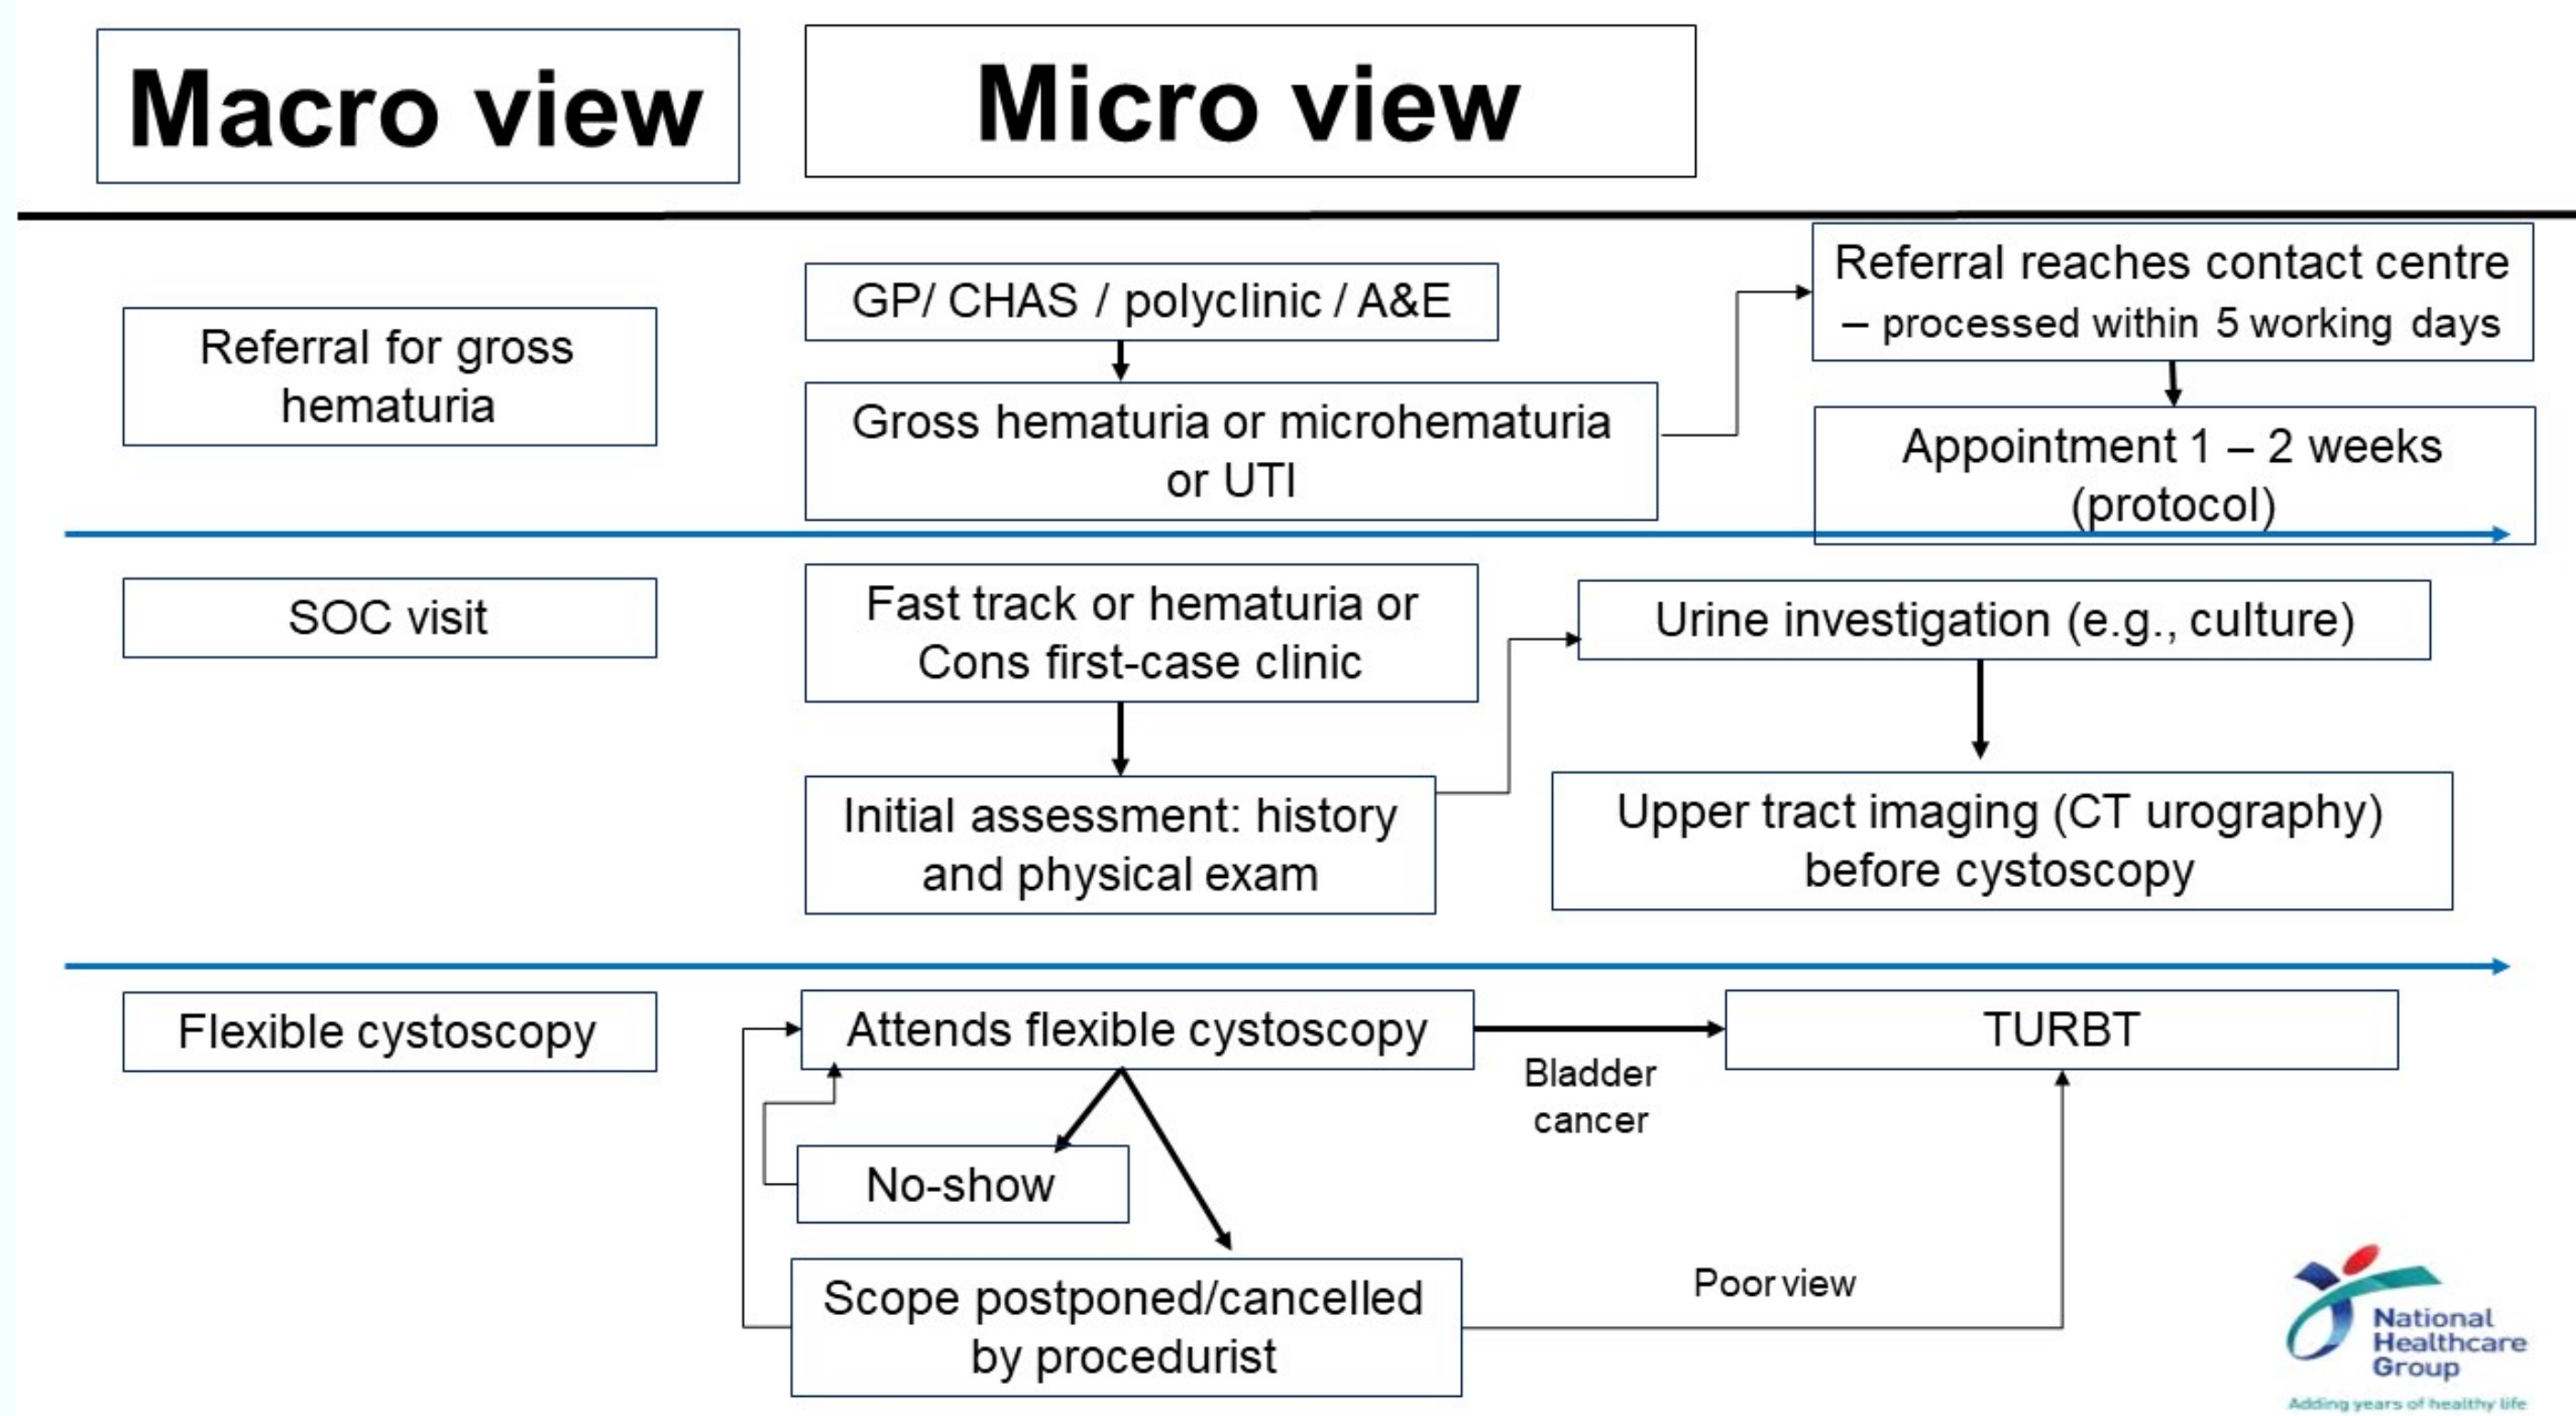 Macro view
Micro view
Referral for gross
hematuria
GP/ CHAS / polyclinic / A&E
Gross hematuria or microhematuria
or UTI
Referral reaches contact centre
– processed within 5 working days
Appointment 1 – 2 weeks
(protocol)
SOC visit
Fast track or hematuria or
Cons first-case clinic
Initial assessment: history
and physical exam
Urine investigation (e.g., culture)
Upper tract imaging (CT urography)
before cystoscopy
Flexible cystoscopy
Attends flexible cystoscopy
Bladder
cancer
TURBT
No-show
Scope postponed/cancelled
by procedurist
Poor view
National
Healthcare
Group
Adding years of healthy life